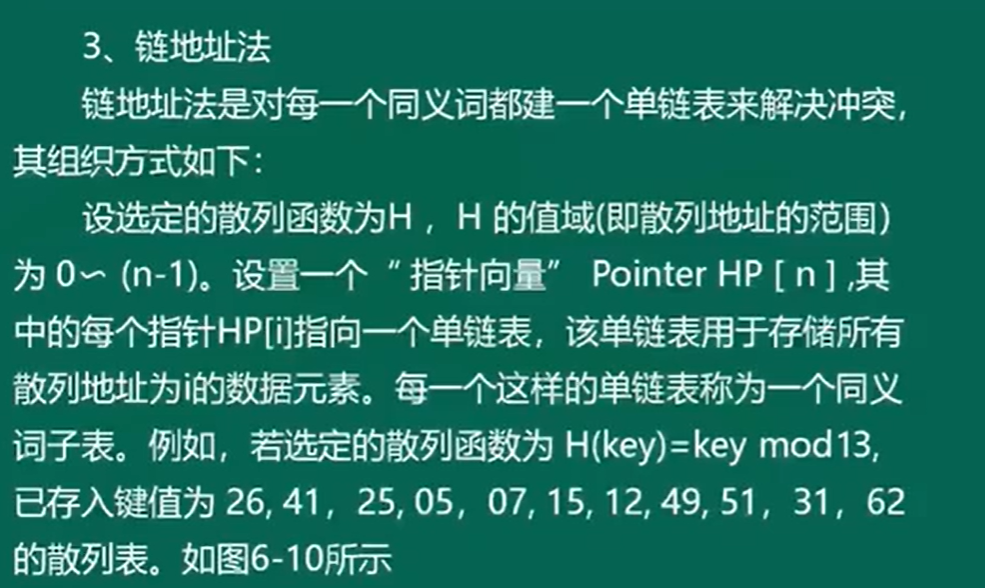 3、链地址法
链地址法是对每一个同义词都建一个单链表来解决冲突,
其组织方式如下:
设选定的散列函数为H ，H 的值域(即散列地址的范围)
为 0~ (n-1)。设置一个 “ 指针向量” Pointer HP [ n ] ,其
中的每个指针HP[i]指向一个单链表，该单链表用于存储所有
散列地址为i的数据元素。每一个这样的单链表称为一个同义
词子表。例如，若选定的散列函数为 H(key)=key mod13,
已存入键值为 26, 41，25, 05，07, 15, 12, 49, 51，31，62
的散列表。如图6-10所示